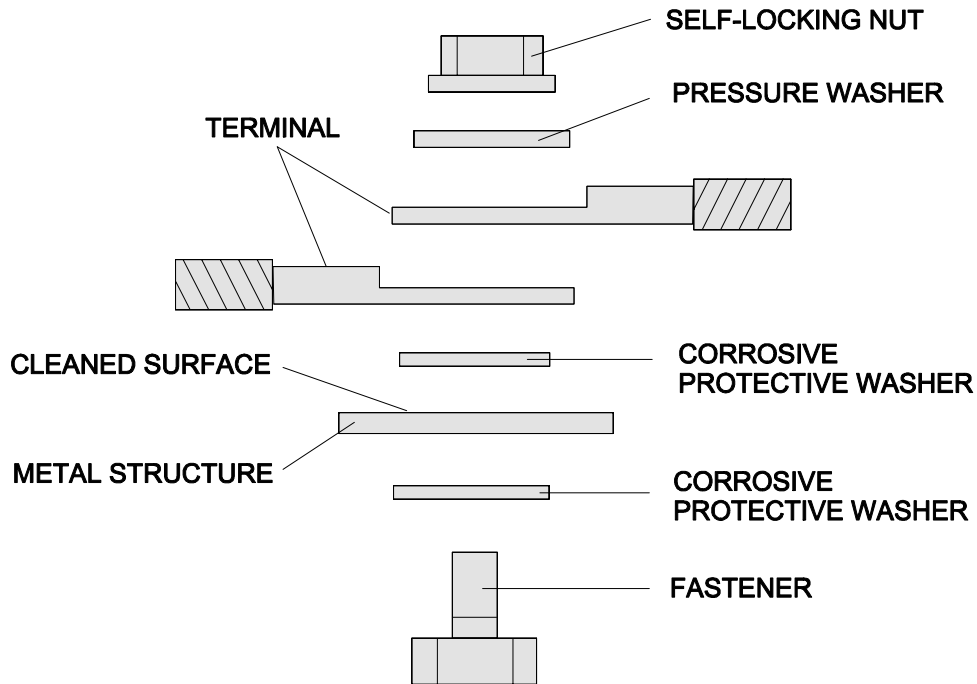 SELF-LOCKING NUT
PRESSURE WASHER
TERMINAL
CORROSIVE
PROTECTIVE WASHER
CLEANED SURFACE
METAL STRUCTURE
CORROSIVE
PROTECTIVE WASHER
FASTENER